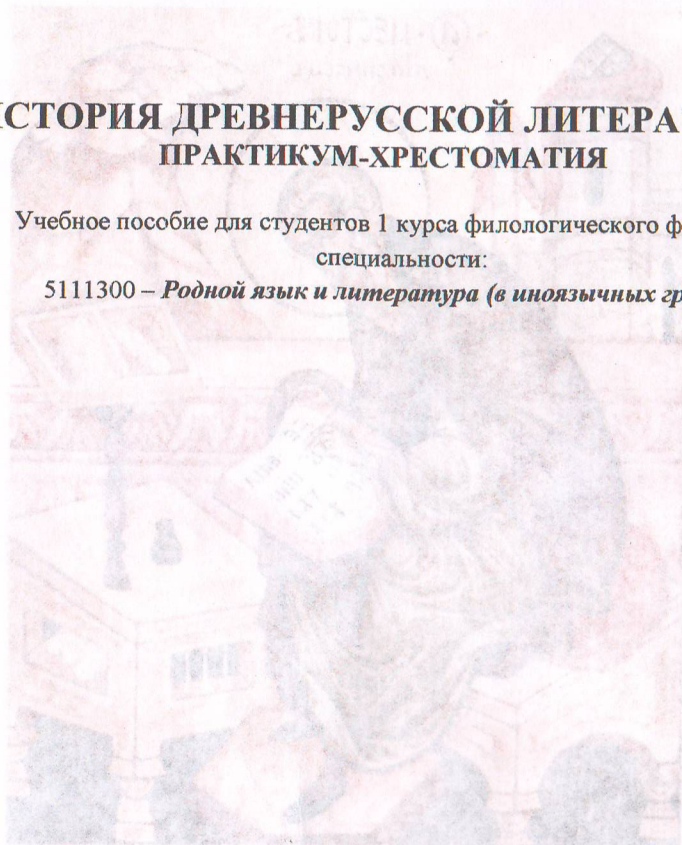 СТОРИЯ ДРЕВНЕРУССКОЙ ЛИТЕРА
ПРАКТИКУМ-ХРЕСТОМАТИЯ
Учебное пособие для студентов 1 курса филологического ф
специальности:
5111300 – Родной язык и литература (в иноязычных гр